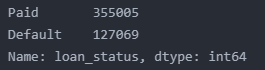 Paid 355005
Default 127069
Name: loan_status, dtype: int64